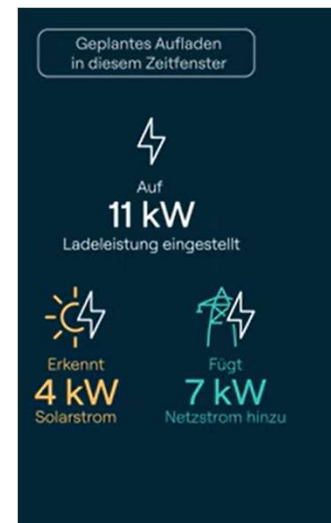 Geplantes Aufladen
in diesem Zeitfenster
Auf
11 kW
Ladeleistung eingestellt
Erkennt
4 kW
Solarstrom
Fügt
7 kW
Netzstrom hinzu